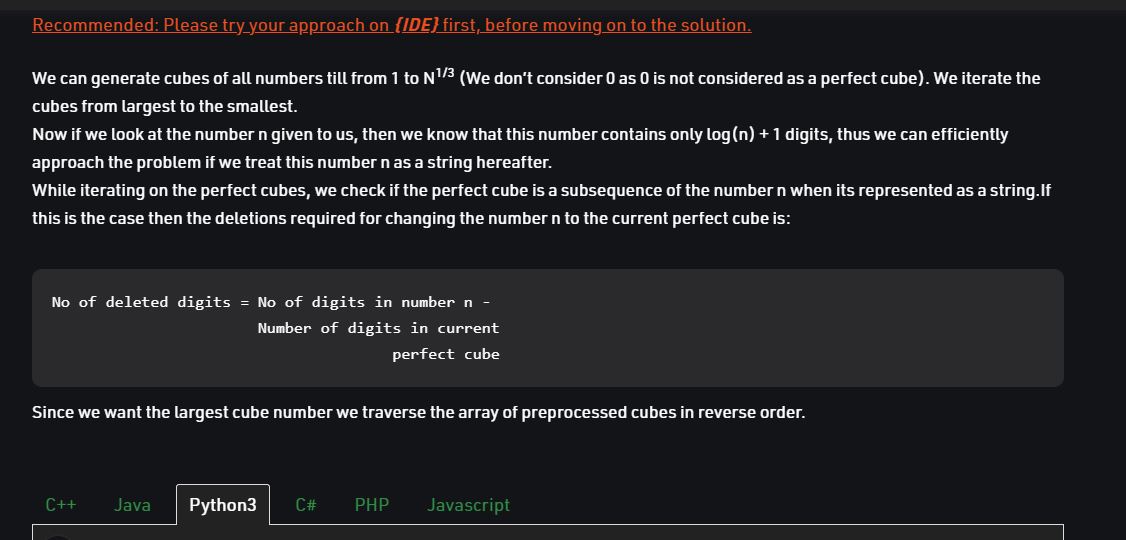 Recommended: Please try your approach on {IDE} first, before moving on to the solution.
We can generate cubes of all numbers till from 1 to N1/3 (We don't consider 0 as 0 is not considered as a perfect cube). We iterate the
cubes from largest to the smallest.
Now if we look at the number n given to us, then we know that this number contains only log(n) + 1 digits, thus we can efficiently
approach the problem if we treat this number n as a string hereafter.
While iterating on the perfect cubes, we check if the perfect cube is a subsequence of the number n when its represented as a string.If
this is the case then the deletions required for changing the number n to the current perfect cube is:
No of deleted digits = No of digits in number n -
Number of digits in current
perfect cube
Since we want the largest cube number we traverse the array of preprocessed cubes in reverse order.
C++ Java Python3 C# PHP Javascript